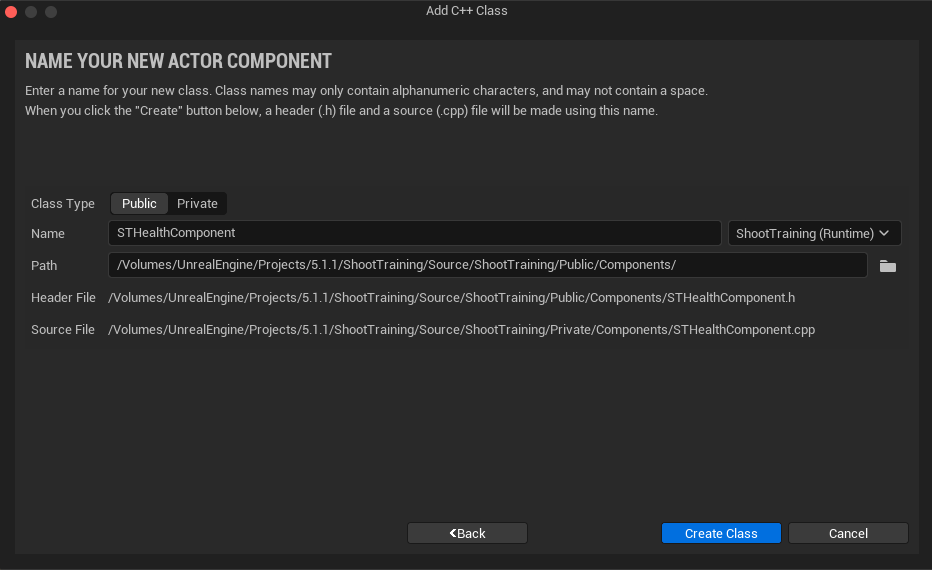 Add C++ Class
NAME YOUR NEW ACTOR COMPONENT
Enter a name for your new class. Class names may only contain alphanumeric characters, and may not contain a space.
When you click the "Create" button below, a header (.h) file and a source (.cpp) file will be made using this name.
Class Type Public Private
Name STHealthComponent ShootTraining (Runtime)
Path /Volumes/UnrealEngine/Projects/5.1.1/ShootTraining/Source/ShootTraining/Public/Components/
Header File /Volumes/UnrealEngine/Projects/5.1.1/ShootTraining/Source/ShootTraining/Public/Components/STHealthComponent.h
Source File /Volumes/UnrealEngine/Projects/5.1.1/ShootTraining/Source/ShootTraining/Private/Components/STHealthComponent.cpp
Back Create Class Cancel